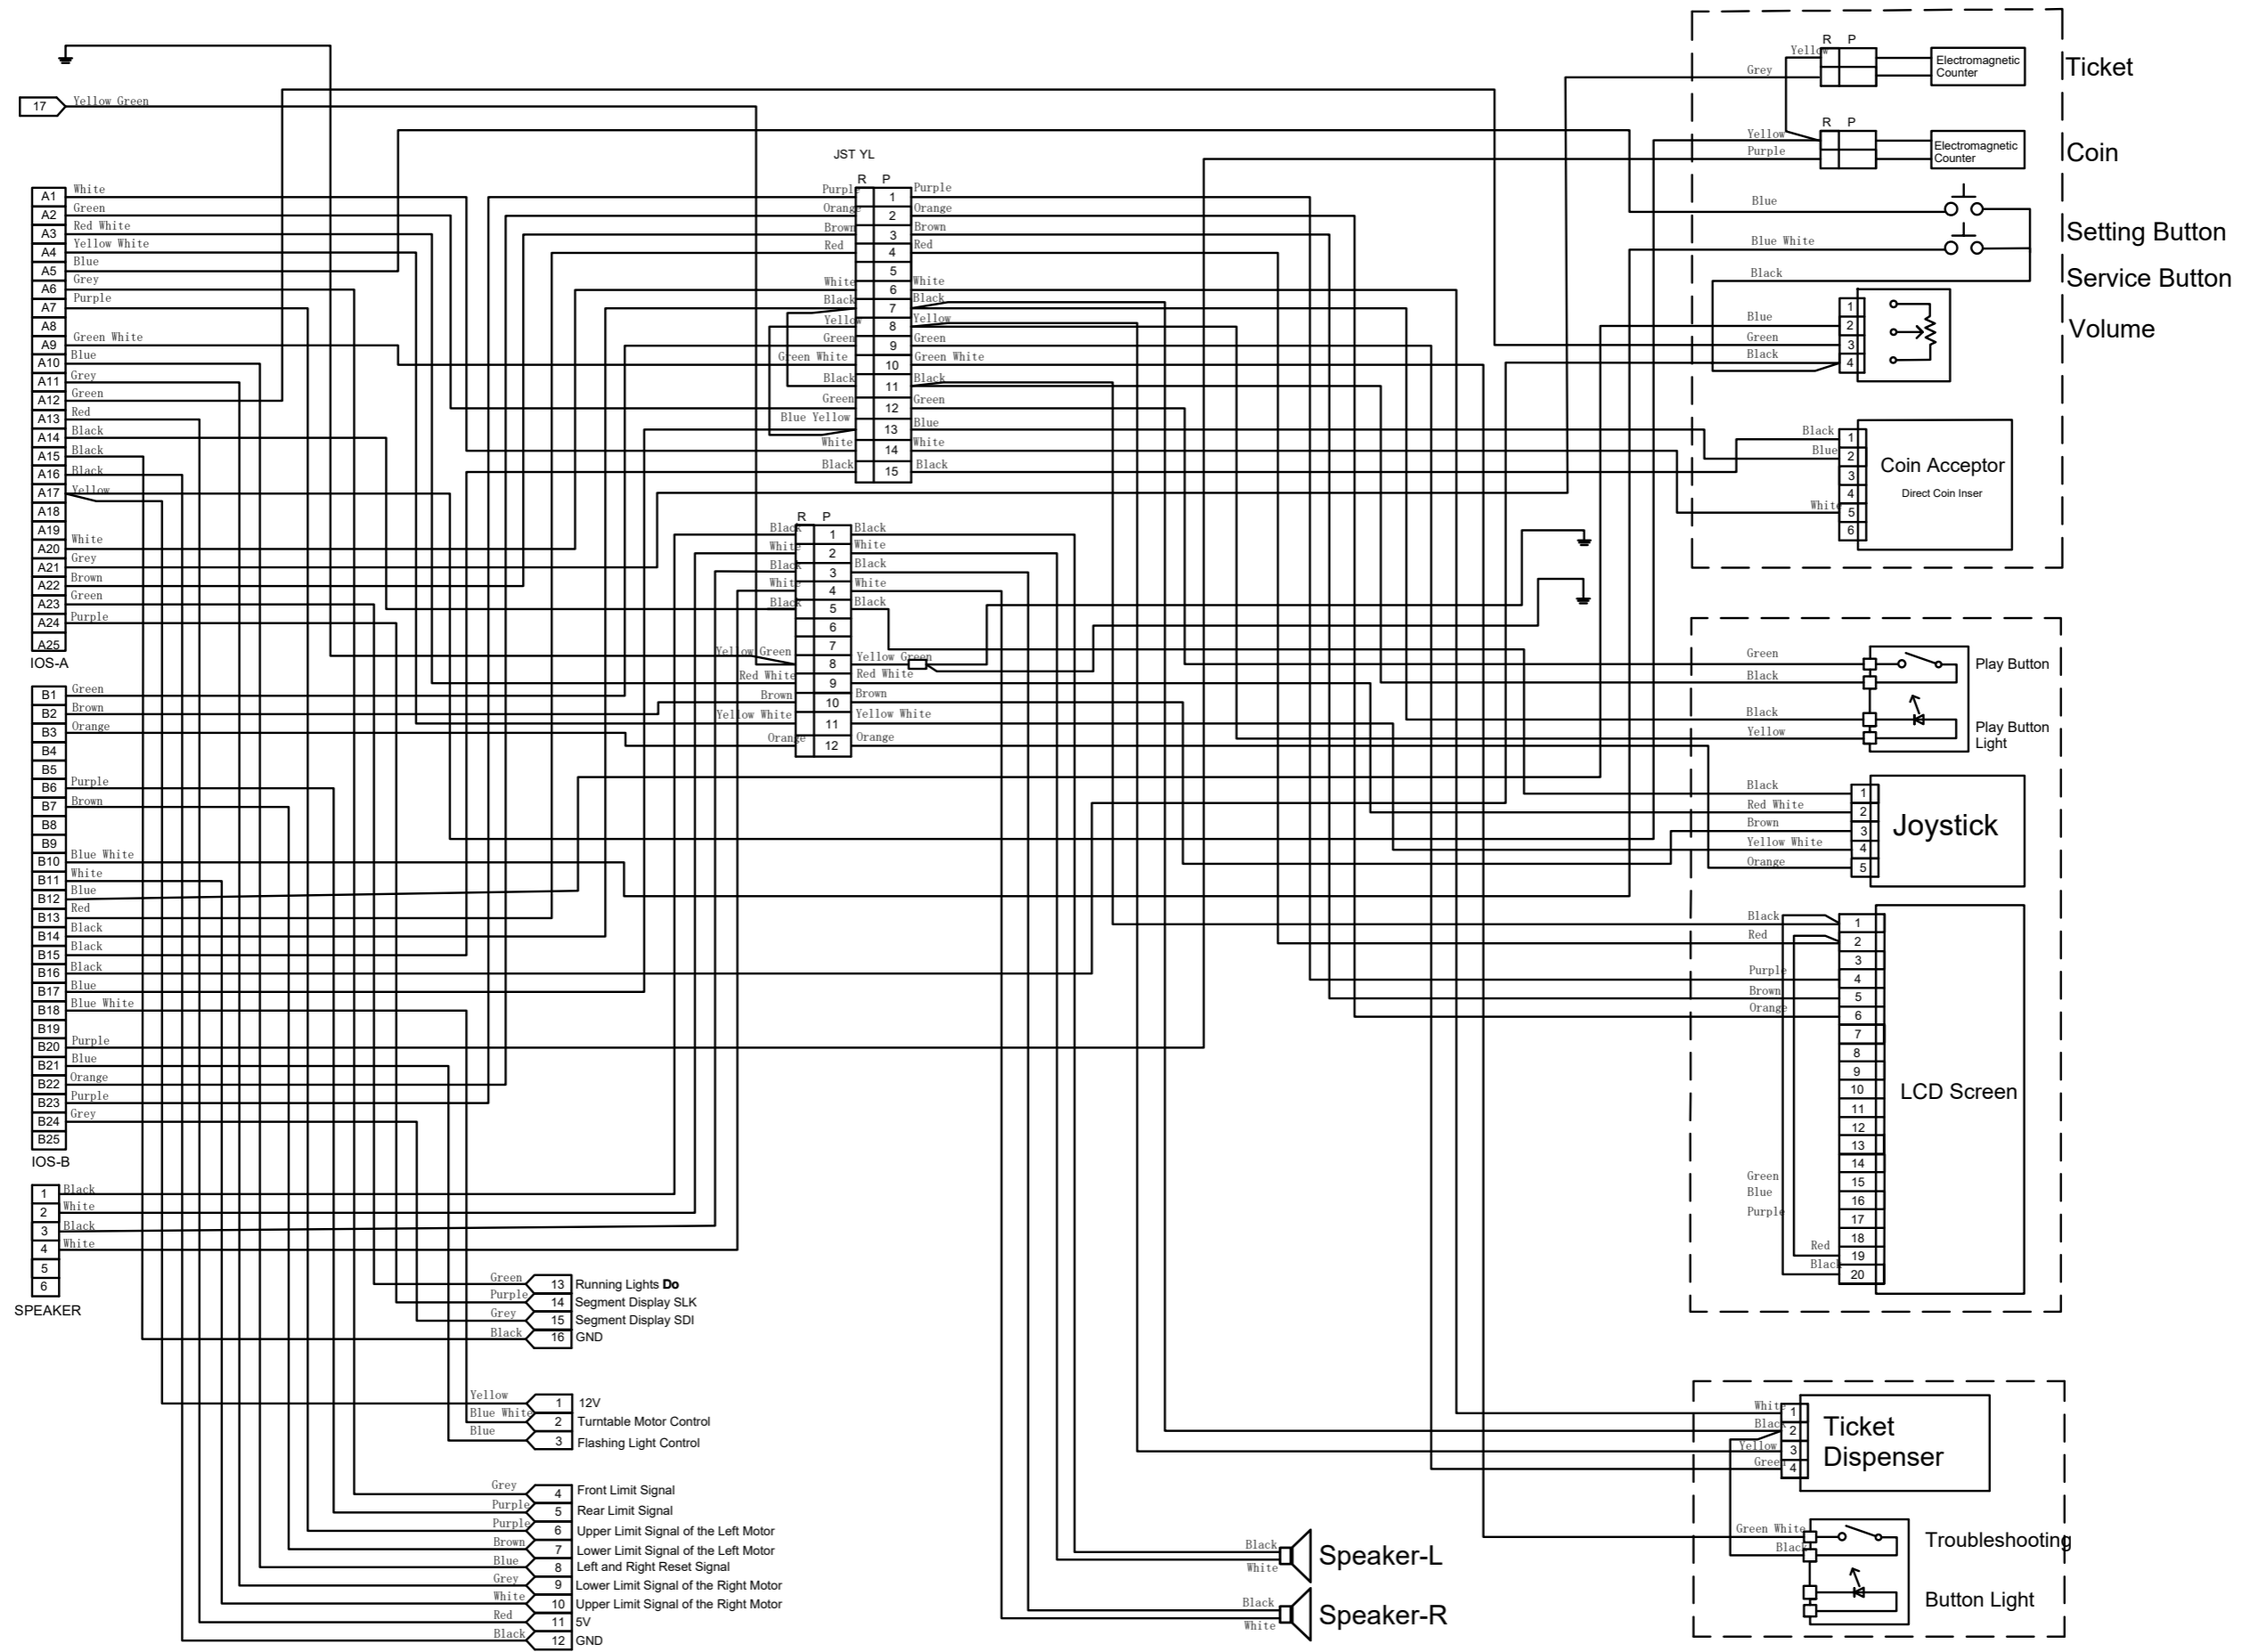 17
Yellow Green
A1 White
A2 Green
A3 Red White
A4 Yellow White
A5 Blue
A6 Grey
A7 Purple
A8
A9 Green White
A10 Blue
A11 Grey
A12 Green
A13 Red
A14 Black
A15 Black
A16 Black
A17 Yellow
A18
A19
A20 White
A21 Grey
A22 Brown
A23 Green
A24 Purple
A25
IOS-A
B1 Green
B2 Brown
B3 Orange
B4
B5
B6 Purple
B7 Brown
B8
B9
B10 Blue White
B11 White
B12 Blue
B13 Red
B14 Black
B15 Black
B16 Black
B17 Blue
B18 Blue White
B19
B20 Purple
B21 Blue
B22 Orange
B23 Purple
B24 Grey
B25
IOS-B
1 Black
2 White
3 Black
4 White
5
6
SPEAKER
Green 13 Running Lights Do
Purple 14 Segment Display SLK
Grey 15 Segment Display SDI
Black 16 GND
Yellow 1 12V
Blue White 2 Turntable Motor Control
Blue 3 Flashing Light Control
Grey 4 Front Limit Signal
Purple 5 Rear Limit Signal
Purple 6 Upper Limit Signal of the Left Motor
Brown 7 Lower Limit Signal of the Left Motor
Blue 8 Left and Right Reset Signal
Grey 9 Lower Limit Signal of the Right Motor
White 10 Upper Limit Signal of the Right Motor
Red 11 5V
Black 12 GND
JST YL
R P
Purple 1 Purple
Orange 2 Orange
Brown 3 Brown
Red 4 Red
5
White 6 White
Black 7 Black
Yellow 8 Yellow
Green 9 Green
Green White 10 Green White
Black 11 Black
Green 12 Green
Blue Yellow 13 Blue
White 14 White
Black 15 Black
R P
Black 1 Black
White 2 White
Black 3 Black
White 4 White
Black 5 Black
6
7
Yellow Green 8 Yellow Green
Red White 9 Red White
Brown 10 Brown
Yellow White 11 Yellow White
Orange 12 Orange
Black
White
Speaker-L
Black
White
Speaker-R
R P
Yellow
Grey
Electromagnetic
Counter
Ticket
R P
Yellow
Purple
Electromagnetic
Counter
Coin
Blue
Setting Button
Blue White
Service Button
Black
Volume
1
Blue 2
Green 3
Black 4
Black 1
Blue 2
3
4
White 5
6
Coin Acceptor
Direct Coin Inser
Green
Black
Play Button
Black
Yellow
Play Button
Light
Black 1
Red White 2
Brown 3
Yellow White 4
Orange 5
Joystick
Black 1
Red 2
3
Purple 4
Brown 5
Orange 6
7
8
9
10
11
12
13
14
Green 15
Blue 16
Purple 17
18
Red 19
Black 20
LCD Screen
White 1
Black 2
Yellow 3
Green 4
Ticket
Dispenser
Green White
Black
Troubleshooting
Button Light